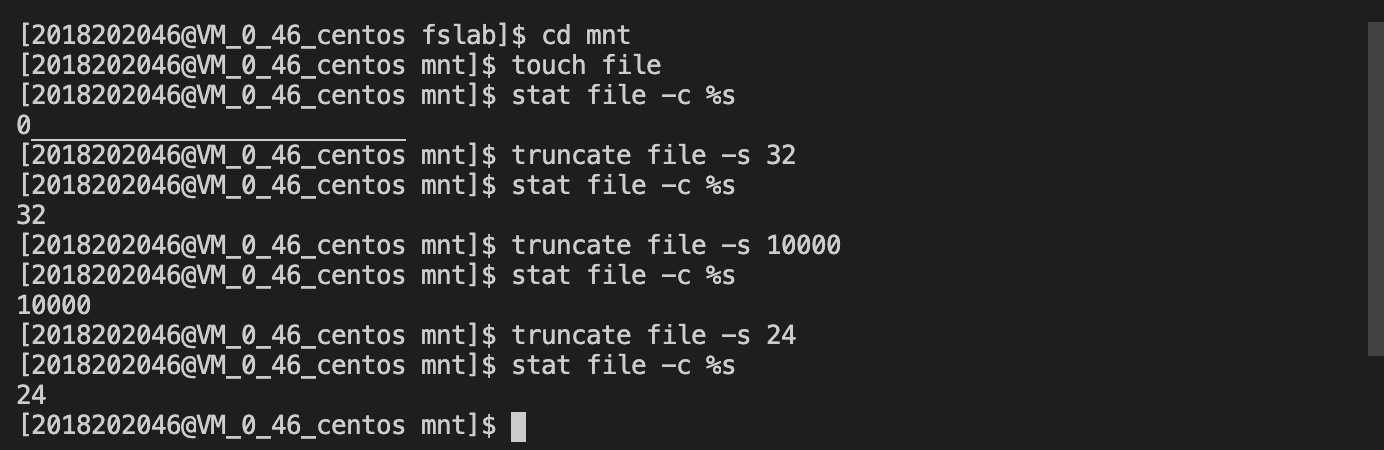 [2018202046@VM_0_46_centos fslab]$ cd mnt
[2018202046@VM_0_46_centos mnt]$ touch file
[2018202046@VM_0_46_centos mnt]$ stat file -c %s
0_________________________
[2018202046@VM_0_46_centos mnt]$ truncate file -s 32
[2018202046@VM_0_46_centos mnt]$ stat file -c %s
32
[2018202046@VM_0_46_centos mnt]$ truncate file -s 10000
[2018202046@VM_0_46_centos mnt]$ stat file -c %s
10000
[2018202046@VM_0_46_centos mnt]$ truncate file -s 24
[2018202046@VM_0_46_centos mnt]$ stat file -c %s
24
[2018202046@VM_0_46_centos mnt]$